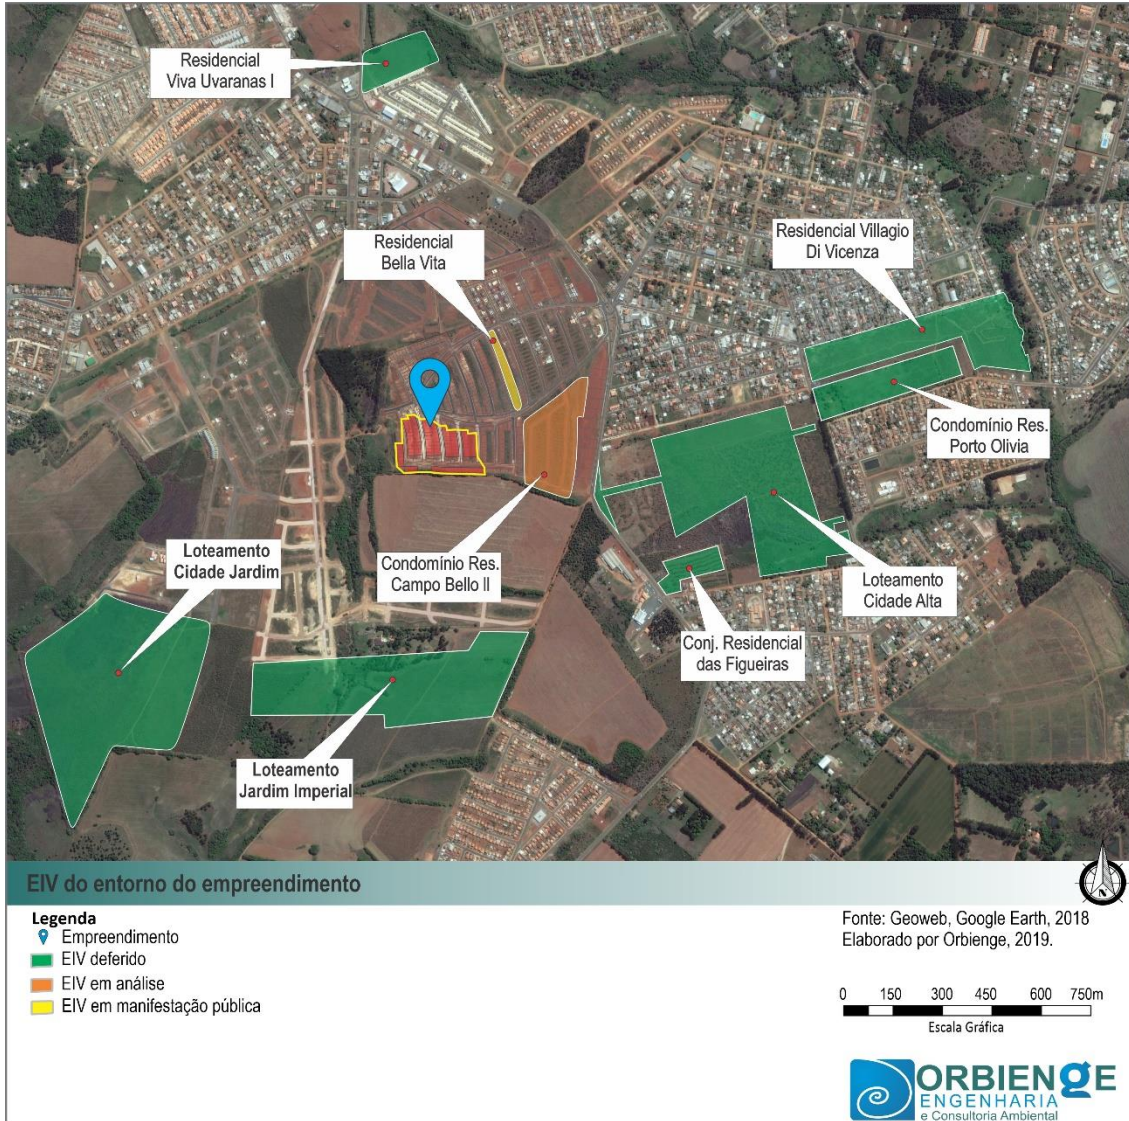 Residencial
Viva Uvaranas I
Residencial
Bella Vita
Residencial Villagio
Di Vicenza
Condomínio Res.
Porto Olivia
Loteamento
Cidade Jardim
Condomínio Res.
Campo Bello II
Loteamento
Cidade Alta
Conj. Residencial
das Figueiras
Loteamento
Jardim Imperial
EIV do entorno do empreendimento
N
Legenda
Empreendimento
EIV deferido
EIV em análise
EIV em manifestação pública
Fonte: Geoweb, Google Earth, 2018
Elaborado por Orbienge, 2019.
0 150 300 450 600 750m
Escala Gráfica
ORBIENGE
ENGENHARIA
e Consultoria Ambiental